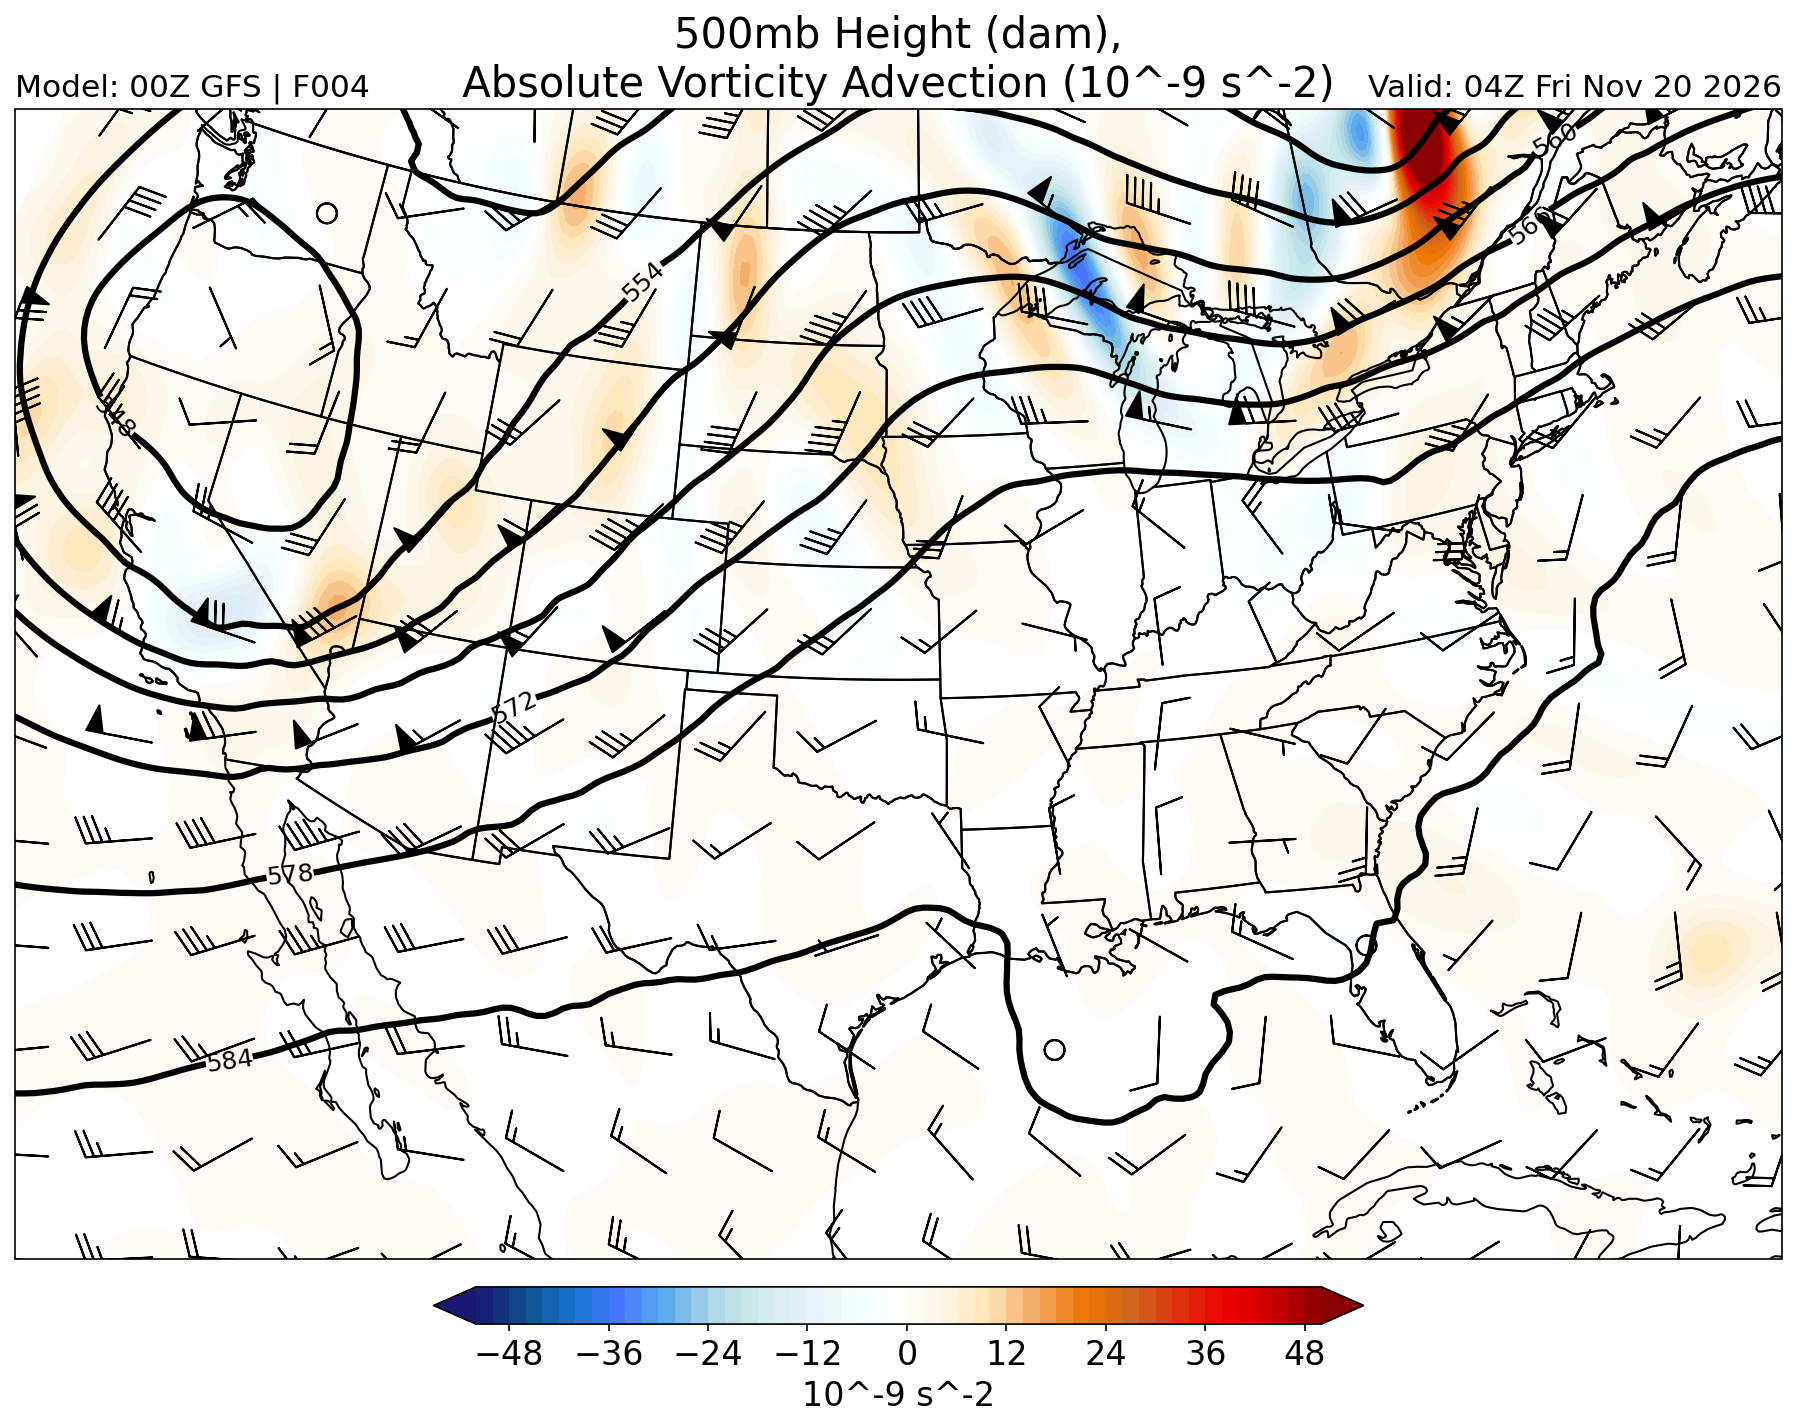 500mb Height (dam),
Model: 00Z GFS | F004
Absolute Vorticity Advection (10^-9 s^-2)
Valid: 04Z Fri Nov 20 2026
560
566
554
548
572
578
584
−48 −36 −24 −12 0 12 24 36 48
10^-9 s^-2